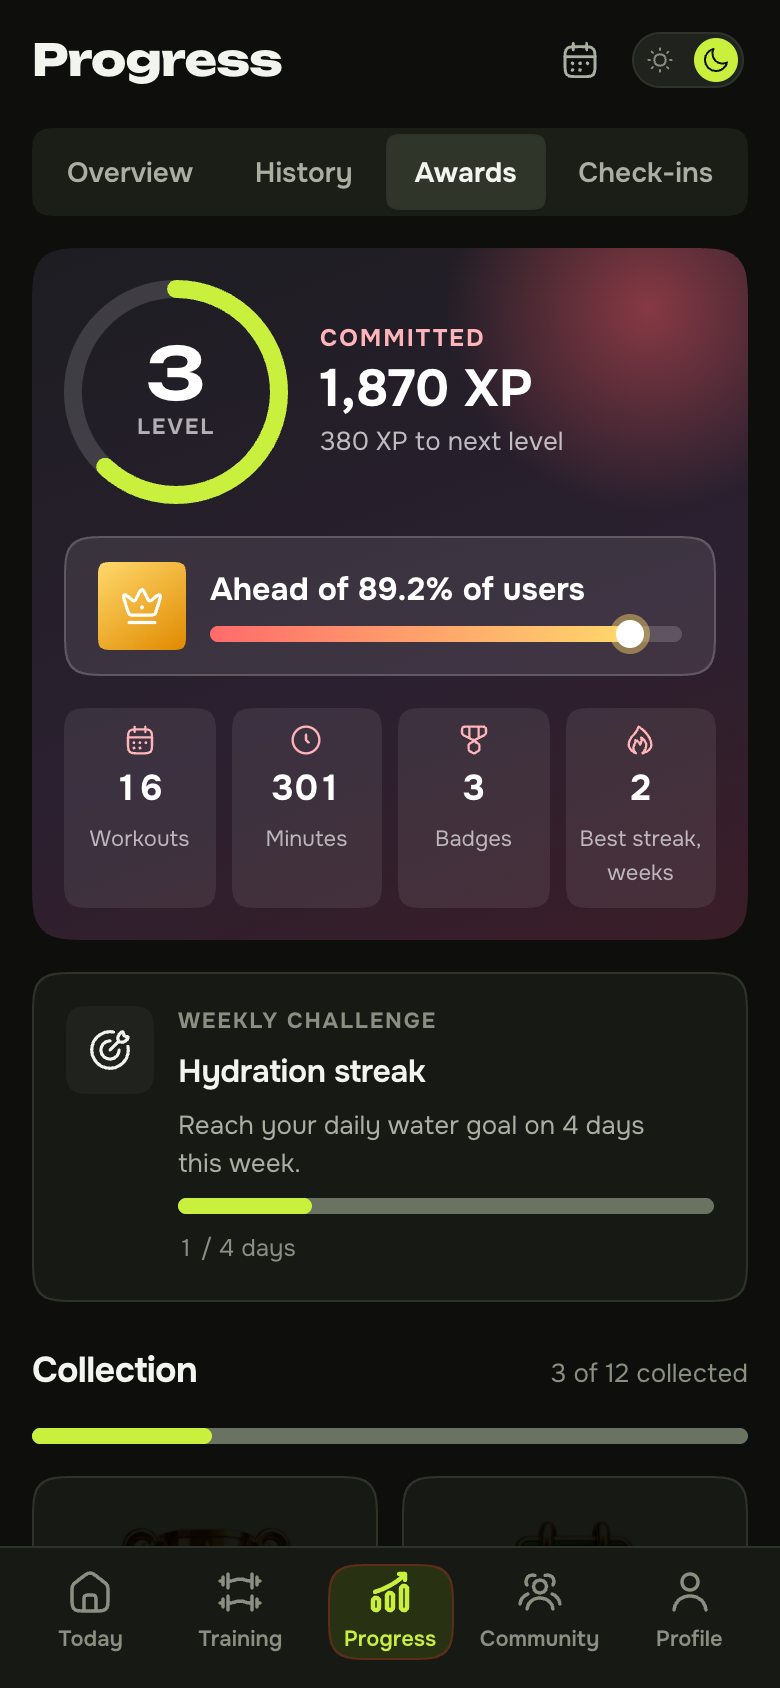 Progress
Overview
History
Awards
Check-ins
3
LEVEL
COMMITTED
1,870 XP
380 XP to next level
Ahead of 89.2% of users
16
Workouts
301
Minutes
3
Badges
2
Best streak,
weeks
WEEKLY CHALLENGE
Hydration streak
Reach your daily water goal on 4 days
this week.
1 / 4 days
Collection
3 of 12 collected
Today
Training
Progress
Community
Profile